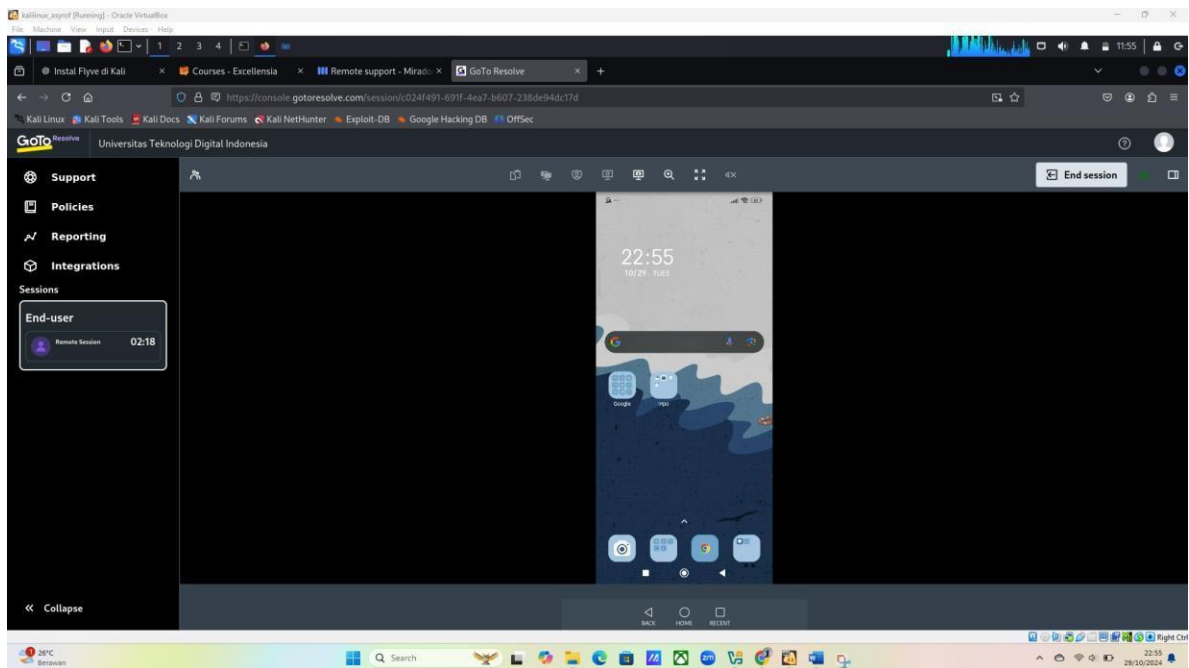 kalilinux_asyrof [Running] - Oracle VirtualBox
File Machine View Input Devices Help
1 2 3 4
11:55
Instal Flyve di Kali
Courses - Excellensia
Remote support - Mirado
GoTo Resolve
https://console.gotoresolve.com/session/c024f491-691f-4ea7-b607-238de94dc17d
Kali Linux Kali Tools Kali Docs Kali Forums Kali NetHunter Exploit-DB Google Hacking DB OffSec
GoTo Resolve
Universitas Teknologi Digital Indonesia
Support
End session
Policies
Reporting
Integrations
Sessions
End-user
Remote Session 02:18
22:55
10/29 TUES
Google
Collapse
BACK HOME RECENT
Right Ctrl
26°C
Berawan
Search
22:55
29/10/2024